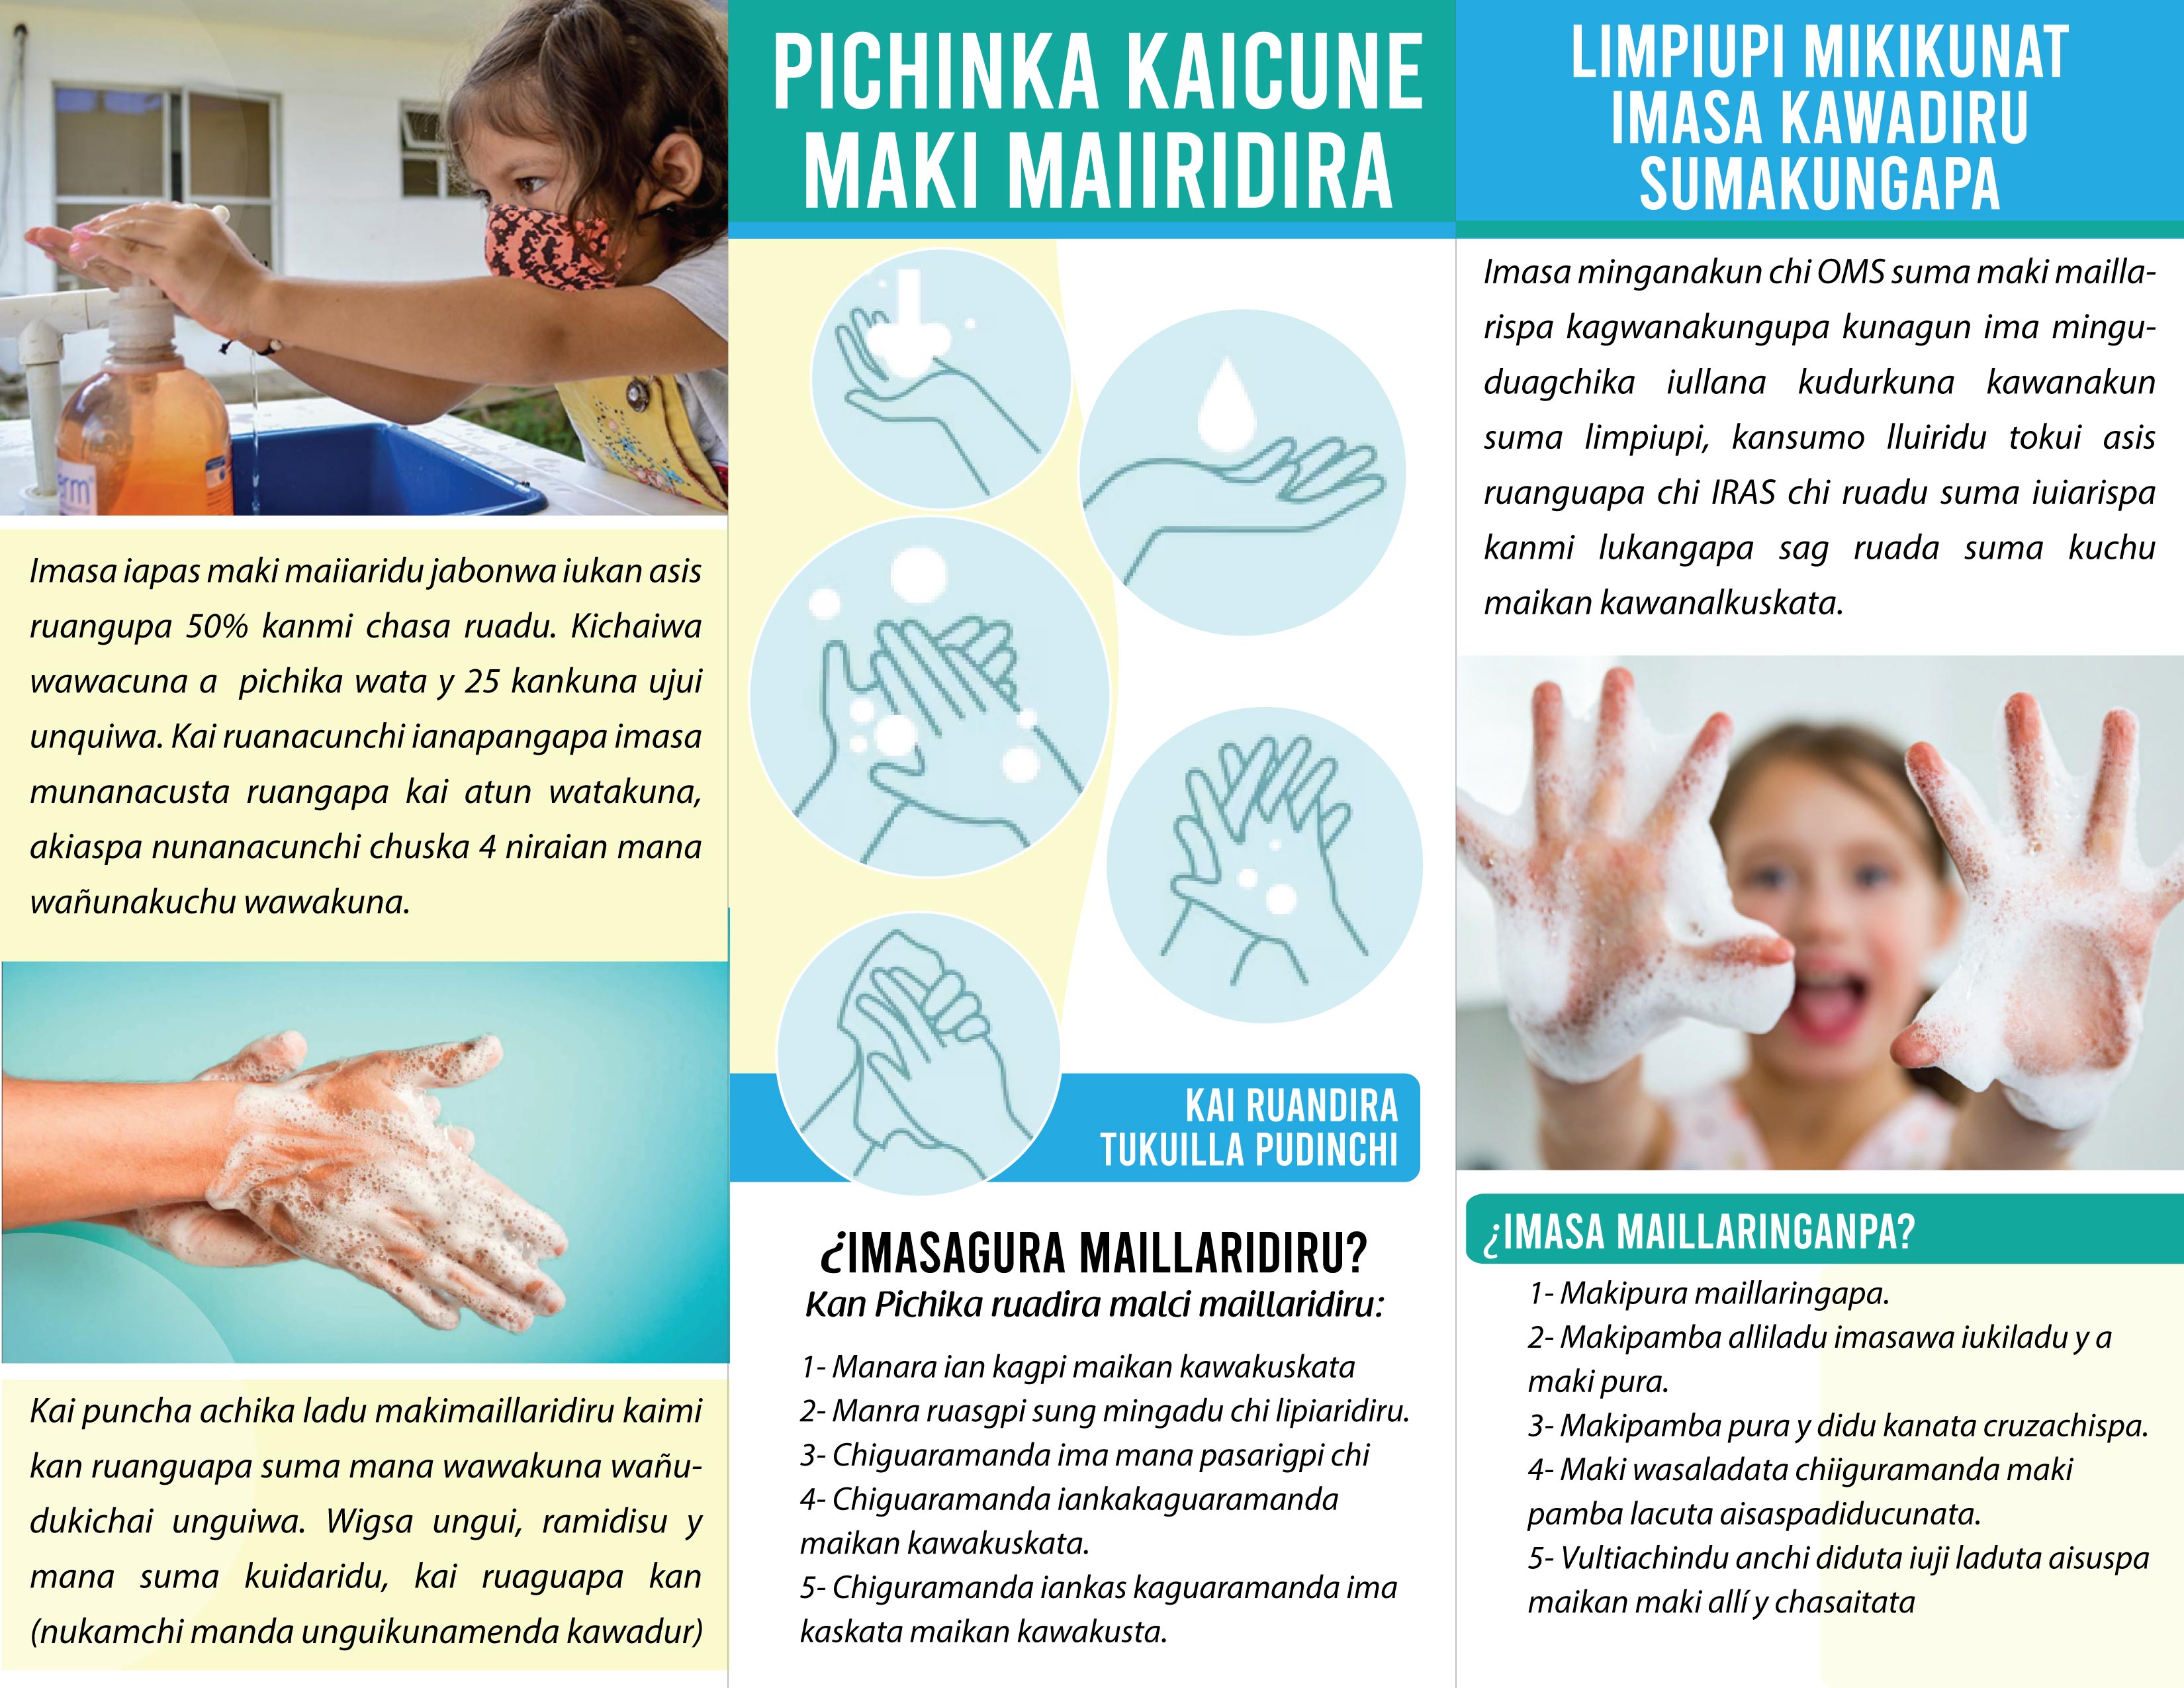 erm
Imasa iapas maki maiiaridu jabonwa iukan asis
ruangupa 50% kanmi chasa ruadu. Kichaiwa
wawacuna a pichika wata y 25 kankuna ujui
unquiwa. Kai ruanacunchi ianapangapa imasa
munanacusta ruangapa kai atun watakuna,
akiaspa nunanacunchi chuska 4 niraian mana
wañunakuchu wawakuna.
Kai puncha achika ladu makimaillaridiru kaimi
kan ruanguapa suma mana wawakuna wañu-
dukichai unguiwa. Wigsa ungui, ramidisu y
mana suma kuidaridu, kai ruaguapa kan
(nukamchi manda unguikunamenda kawadur)
PICHINKA KAICUNE
MAKI MAIIRIDIRA
KAI RUANDIRA
TUKUILLA PUDINCHI
¿IMASAGURA MAILLARIDIRU?
Kan Pichika ruadira malci maillaridiru:
1- Manara ian kagpi maikan kawakuskata
2- Manra ruasgpi sung mingadu chi lipiaridiru.
3- Chiguaramanda ima mana pasarigpi chi
4- Chiguaramanda iankakaguaramanda
maikan kawakuskata.
5- Chiguramanda iankas kaguaramanda ima
kaskata maikan kawakusta.
LIMPIUPI MIKIKUNAT
IMASA KAWADIRU
SUMAKUNGAPA
Imasa minganakun chi OMS suma maki mailla-
rispa kagwanakungupa kunagun ima mingu-
duagchika iullana kudurkuna kawanakun
suma limpiupi, kansumo lluiridu tokui asis
ruanguapa chi IRAS chi ruadu suma iuiarispa
kanmi lukangapa sag ruada suma kuchu
maikan kawanalkuskata.
¿IMASA MAILLARINGANPA?
1- Makipura maillaringapa.
2- Makipamba alliladu imasawa iukiladu y a
maki pura.
3- Makipamba pura y didu kanata cruzachispa.
4- Maki wasaladata chiiguramanda maki
pamba lacuta aisaspadiducunata.
5- Vultiachindu anchi diduta iuji laduta aisuspa
maikan maki allí y chasaitata